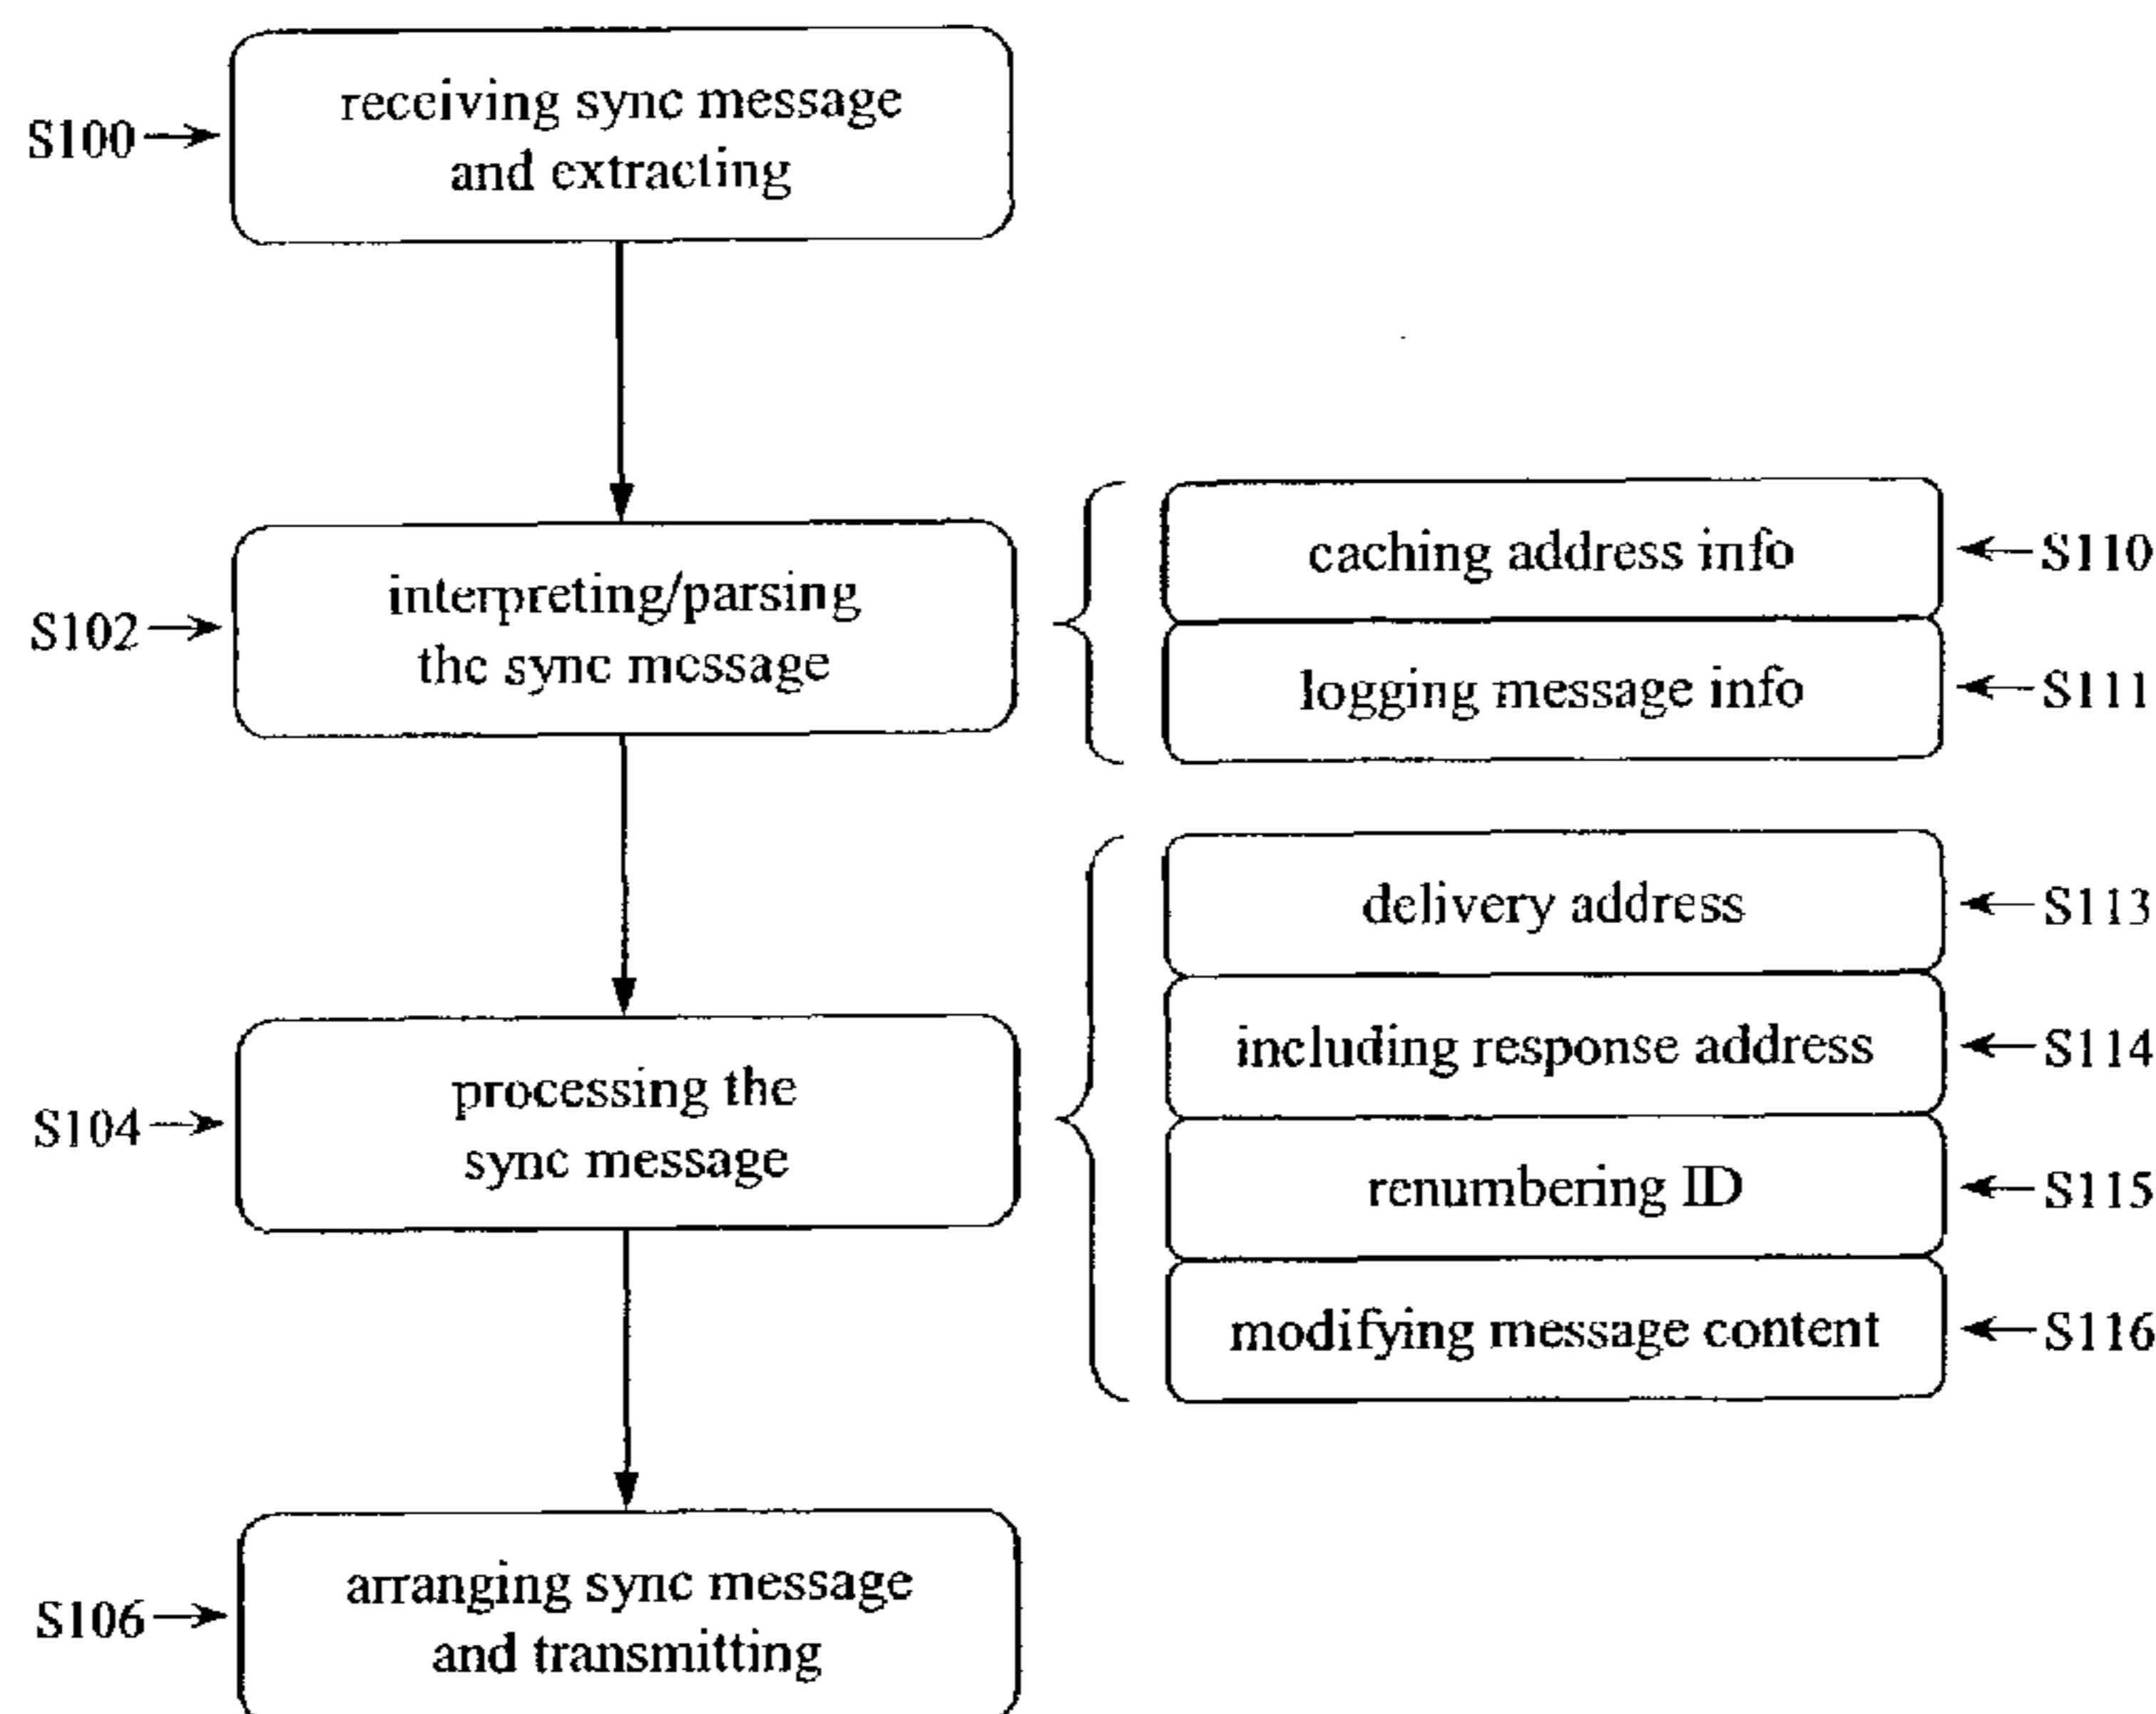 S100
receiving sync message
and extracting
S102
interpreting/parsing
the sync message
caching address info
S110
logging message info
S111
delivery address
S113
including response address
S114
S104
processing the
sync message
renumbering ID
S115
modifying message content
S116
S106
arranging sync message
and transmitting